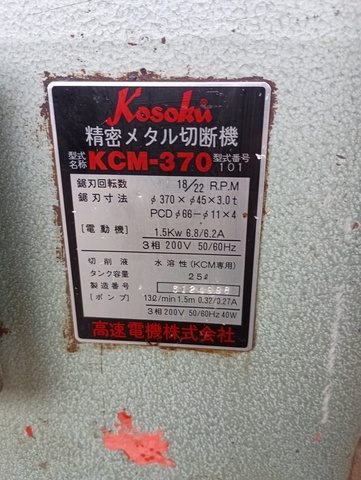 Kosoku
精密メタル切断機
型式名称 KCM-370 型式番号 101
鋸刃回転数 18/22 R.P.M
鋸刃寸法 φ370×φ45×3.0t
PCDφ66-φ11×4
[電動機] 1.5Kw 6.8/6.2A
3相 200V 50/60Hz
切削液 水溶性(KCM専用)
タンク容量 25ℓ
製造番号
[ポンプ] 13ℓ/min 1.5m 0.32/0.27A
3相 200V 50/60Hz 40W
高速電機株式会社